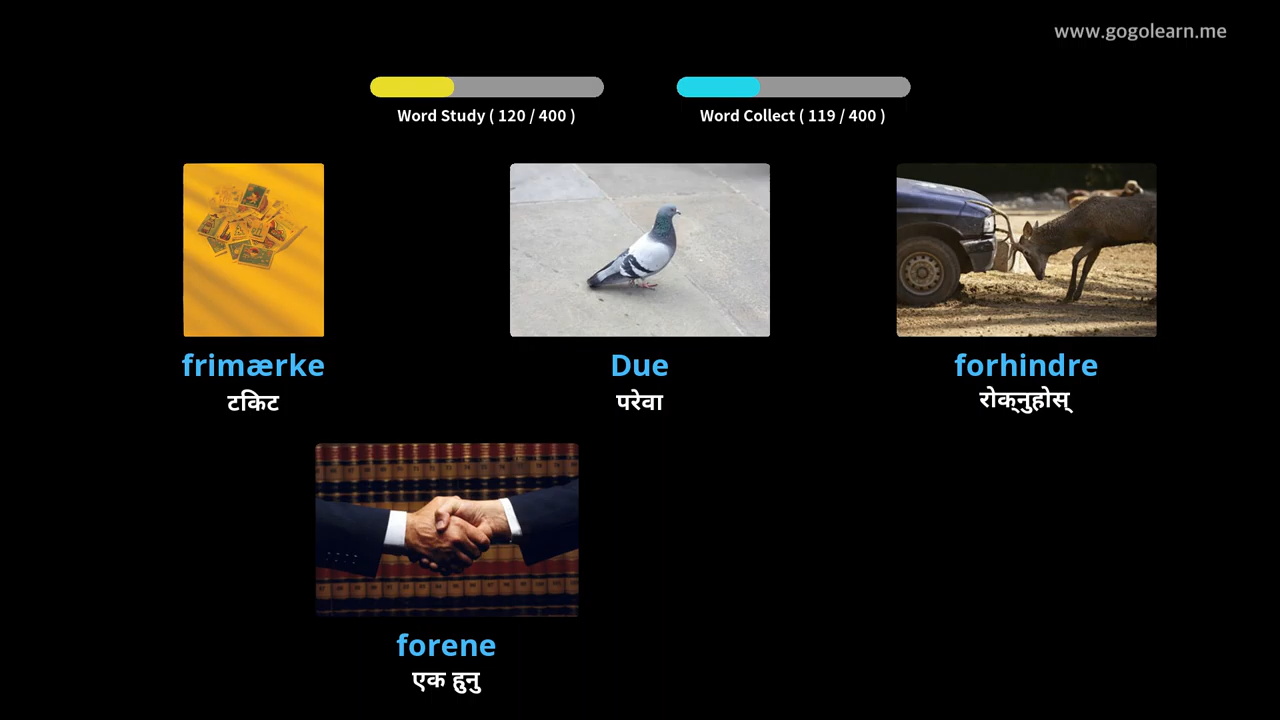 www.gogolearn.me
Word Study ( 120 / 400 )
Word Collect ( 119 / 400 )
frimærke
टकिट
Due
परेवा
forhindre
रोक्नुहोस्
forene
एक हुनु